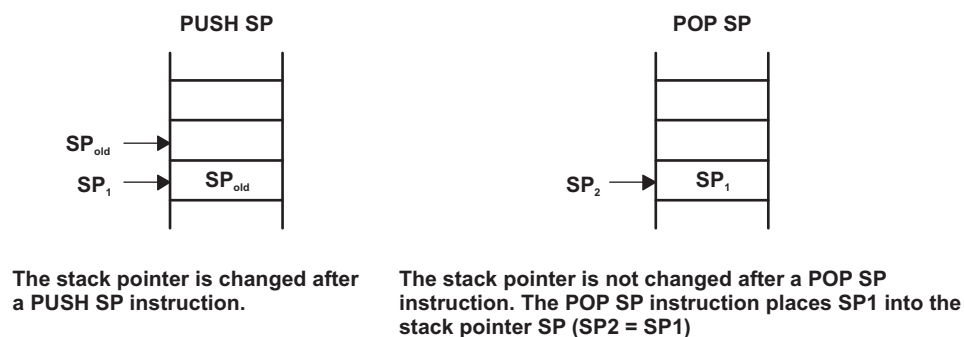 PUSH SP
POP SP
SPold
SP1
SPold
SP2
SP1
The stack pointer is changed after
a PUSH SP instruction.
The stack pointer is not changed after a POP SP
instruction. The POP SP instruction places SP1 into the
stack pointer SP (SP2 = SP1)